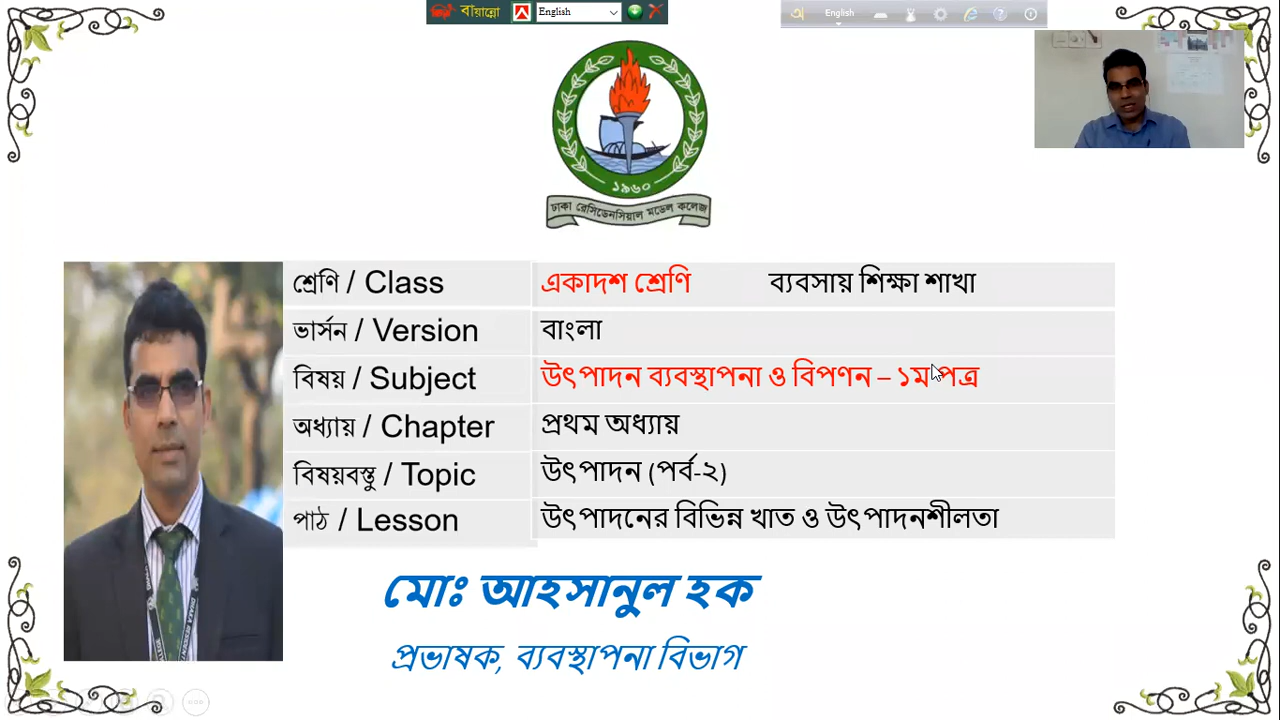 বায়ান্নো
English
English
১৯৬০
ঢাকা রেসিডেনসিয়াল মডেল কলেজ
শ্রেণি / Class একাদশ শ্রেণি ব্যবসায় শিক্ষা শাখা
ভার্সন / Version বাংলা
বিষয় / Subject উৎপাদন ব্যবস্থাপনা ও বিপণন – ১ম পত্র
অধ্যায় / Chapter প্রথম অধ্যায়
বিষয়বস্তু / Topic উৎপাদন (পর্ব-২)
পাঠ / Lesson উৎপাদনের বিভিন্ন খাত ও উৎপাদনশীলতা
মোঃ আহসানুল হক
প্রভাষক, ব্যবস্থাপনা বিভাগ